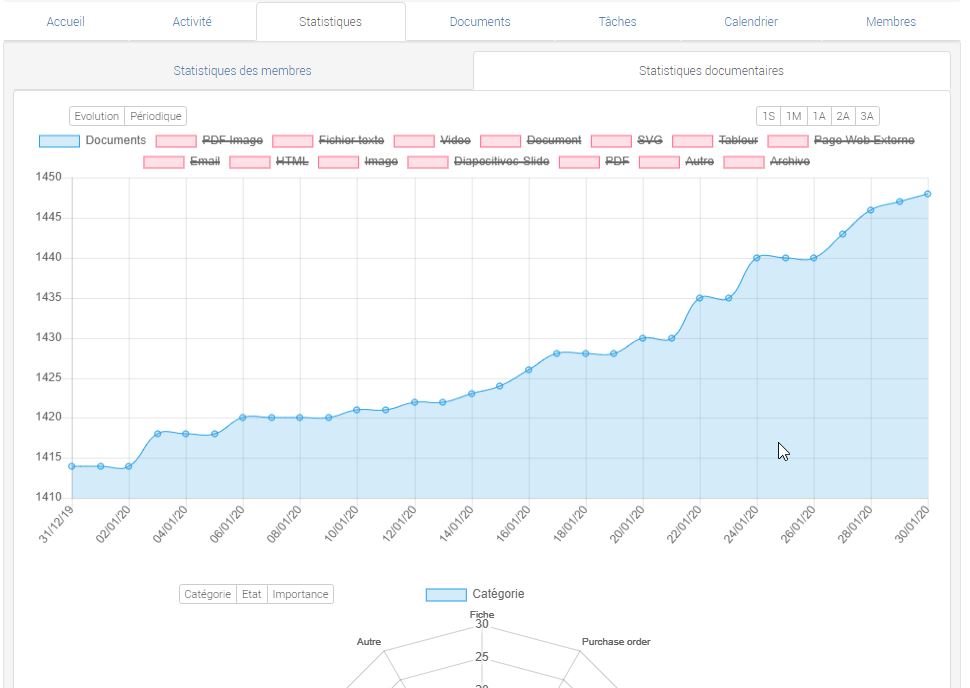 Accueil Activité Statistiques Documents Tâches Calendrier Membres
Statistiques des membres Statistiques documentaires
Evolution Périodique 1S 1M 1A 2A 3A
Documents PDF Image Fichier texte Video Document SVG Tableur Page Web Externe
Email HTML Image Diapositives Slide PDF Autre Archive
1450
1445
1440
1435
1430
1425
1420
1415
1410
31/12/19 02/01/20 04/01/20 06/01/20 08/01/20 10/01/20 12/01/20 14/01/20 16/01/20 18/01/20 20/01/20 22/01/20 24/01/20 26/01/20 28/01/20 30/01/20
Catégorie Etat Importance Catégorie
Fiche
30
Autre Purchase order
25